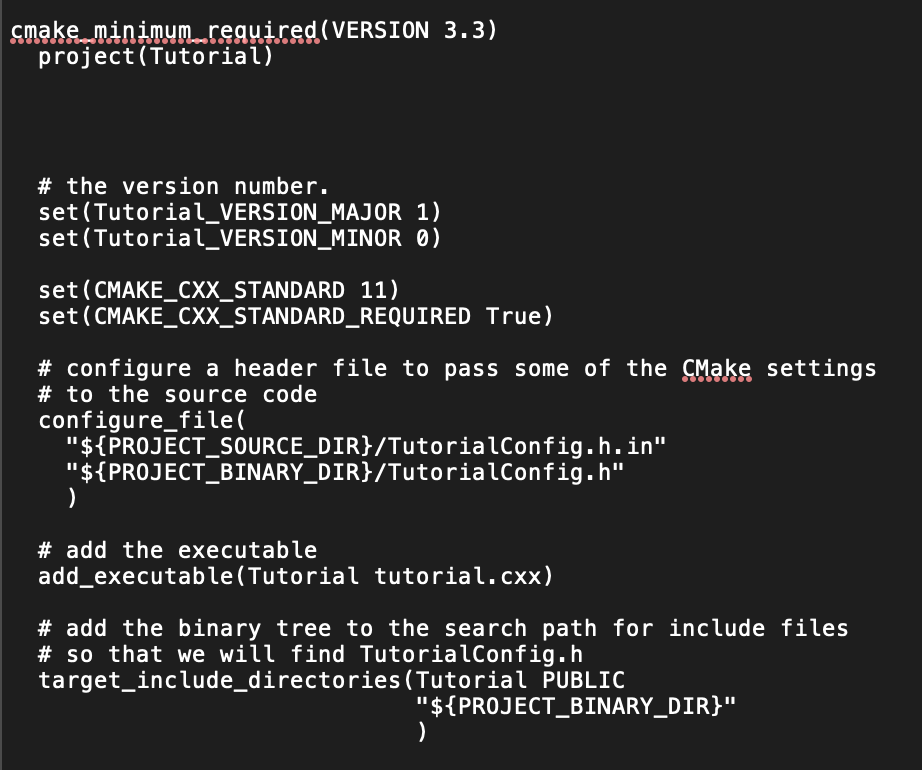 cmake_minimum_required(VERSION 3.3)
project(Tutorial)
# the version number.
set(Tutorial_VERSION_MAJOR 1)
set(Tutorial_VERSION_MINOR 0)
set(CMAKE_CXX_STANDARD 11)
set(CMAKE_CXX_STANDARD_REQUIRED True)
# configure a header file to pass some of the CMake settings
# to the source code
configure_file(
"${PROJECT_SOURCE_DIR}/TutorialConfig.h.in"
"${PROJECT_BINARY_DIR}/TutorialConfig.h"
)
# add the executable
add_executable(Tutorial tutorial.cxx)
# add the binary tree to the search path for include files
# so that we will find TutorialConfig.h
target_include_directories(Tutorial PUBLIC
"${PROJECT_BINARY_DIR}"
)